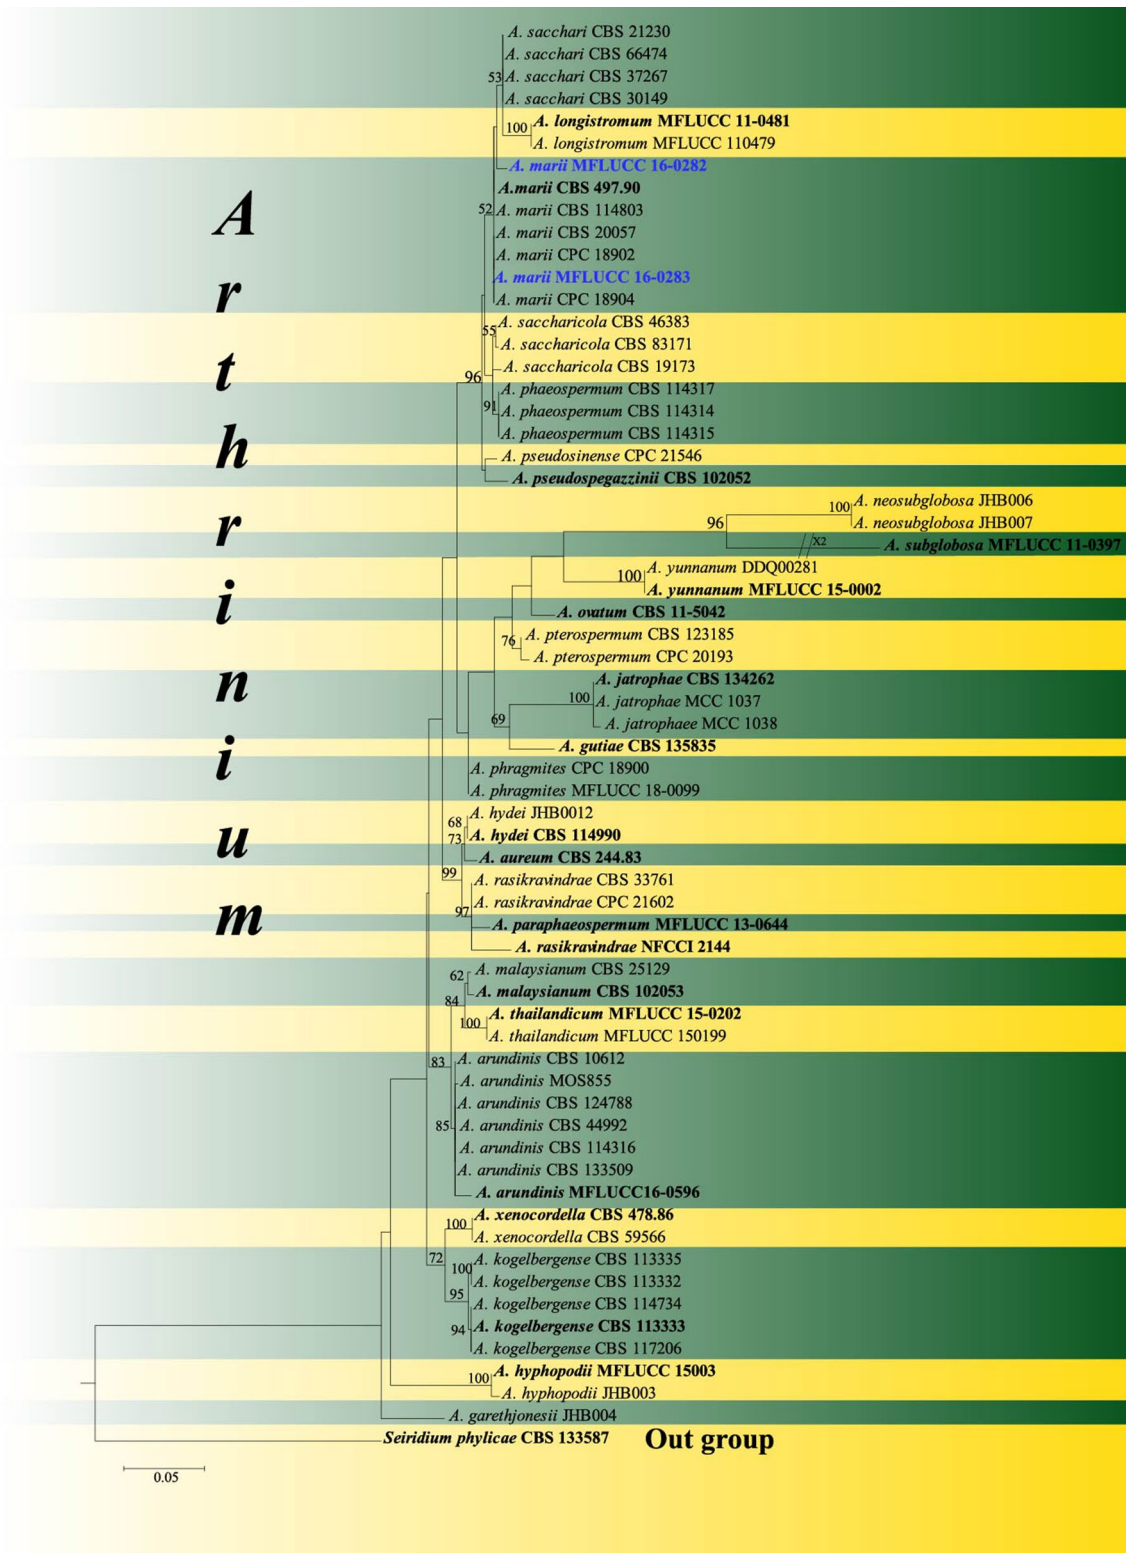 A. sacchari CBS 21230
A. sacchari CBS 66474
53 A. sacchari CBS 37267
A. sacchari CBS 30149
100 A. longistromum MFLUCC 11-0481
A. longistromum MFLUCC 110479
A. marii MFLUCC 16-0282
A.marii CBS 497.90
52 A. marii CBS 114803
A. marii CBS 20057
A. marii CPC 18902
A. marii MFLUCC 16-0283
A. marii CPC 18904
55 A. saccharicola CBS 46383
A. saccharicola CBS 83171
A. saccharicola CBS 19173
96 A. phaeospermum CBS 114317
91 A. phaeospermum CBS 114314
A. phaeospermum CBS 114315
A. pseudosinense CPC 21546
A. pseudospegazzinii CBS 102052
100 A. neosubglobosa JHB006
96 A. neosubglobosa JHB007
X2 A. subglobosa MFLUCC 11-0397
A. yunnanum DDQ00281
100 A. yunnanum MFLUCC 15-0002
A. ovatum CBS 11-5042
76 A. pterospermum CBS 123185
A. pterospermum CPC 20193
A. jatrophae CBS 134262
100 A. jatrophae MCC 1037
69 A. jatrophaee MCC 1038
A. gutiae CBS 135835
A. phragmites CPC 18900
A. phragmites MFLUCC 18-0099
68 A. hydei JHB0012
73 A. hydei CBS 114990
A. aureum CBS 244.83
99 A. rasikravindrae CBS 33761
A. rasikravindrae CPC 21602
97 A. paraphaeospermum MFLUCC 13-0644
A. rasikravindrae NFCCI 2144
62 A. malaysianum CBS 25129
84 A. malaysianum CBS 102053
A. thailandicum MFLUCC 15-0202
100 A. thailandicum MFLUCC 150199
83 A. arundinis CBS 10612
A. arundinis MOS855
A. arundinis CBS 124788
85 A. arundinis CBS 44992
A. arundinis CBS 114316
A. arundinis CBS 133509
A. arundinis MFLUCC16-0596
100 A. xenocordella CBS 478.86
A. xenocordella CBS 59566
72 A. kogelbergense CBS 113335
100 A. kogelbergense CBS 113332
95 A. kogelbergense CBS 114734
94 A. kogelbergense CBS 113333
A. kogelbergense CBS 117206
100 A. hyphopodii MFLUCC 15003
A. hyphopodii JHB003
A. garethjonesii JHB004
Seiridium phylicae CBS 133587 Out group
0.05
A
r
t
h
r
i
n
i
u
m